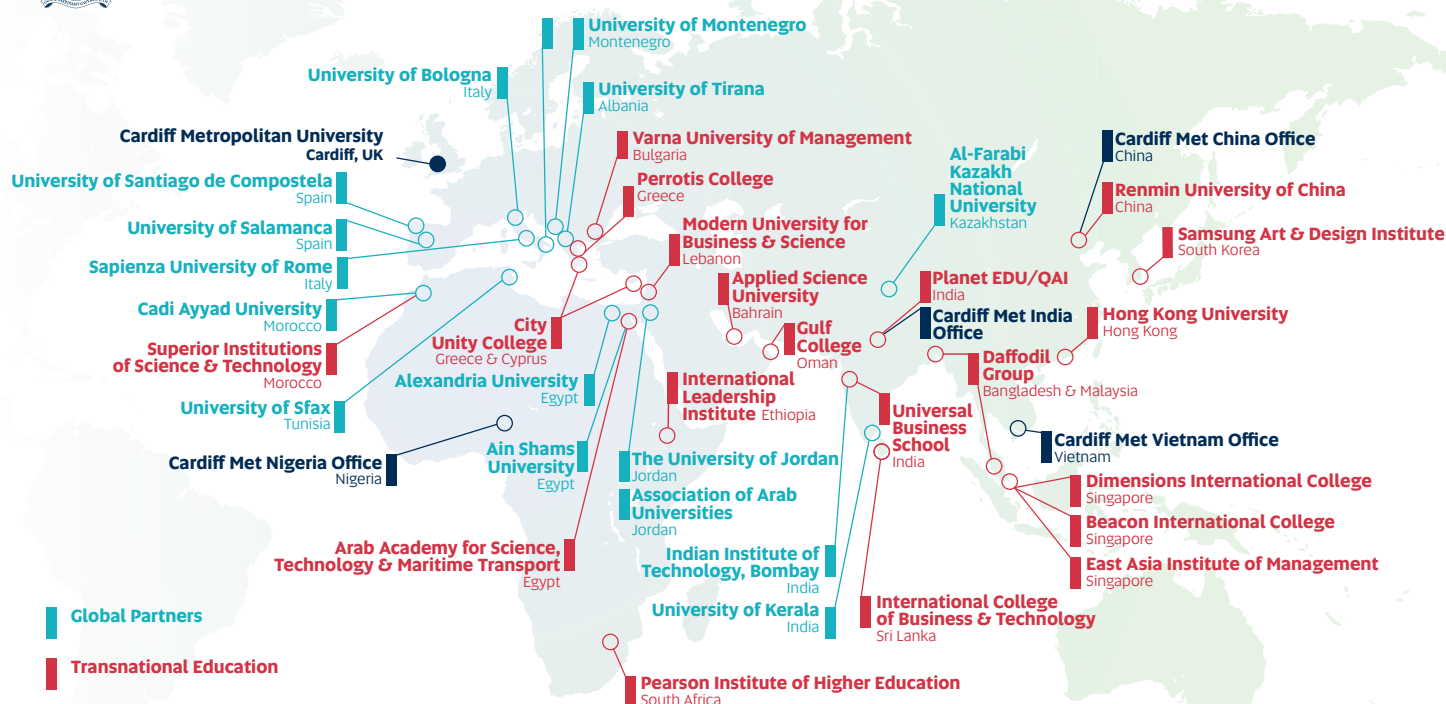 University of Montenegro
Montenegro
University of Bologna
Italy
University of Tirana
Albania
Cardiff Metropolitan University
Cardiff, UK
Varna University of Management
Bulgaria
Al-Farabi
Kazakh
National
University
Kazakhstan
Cardiff Met China Office
China
University of Santiago de Compostela
Spain
Perrotis College
Greece
Renmin University of China
China
University of Salamanca
Spain
Modern University for
Business & Science
Lebanon
Samsung Art & Design Institute
South Korea
Sapienza University of Rome
Italy
Applied Science
University
Bahrain
Planet EDU/QAI
India
Cadi Ayyad University
Morocco
City
Unity College
Greece & Cyprus
Gulf
College
Oman
Cardiff Met India
Office
Hong Kong University
Hong Kong
Superior Institutions
of Science & Technology
Morocco
Daffodil
Group
Bangladesh & Malaysia
Alexandria University
Egypt
International
Leadership
Institute Ethiopia
University of Sfax
Tunisia
Universal
Business
School
India
Cardiff Met Vietnam Office
Vietnam
Cardiff Met Nigeria Office
Nigeria
Ain Shams
University
Egypt
The University of Jordan
Jordan
Association of Arab
Universities
Jordan
Dimensions International College
Singapore
Beacon International College
Singapore
East Asia Institute of Management
Singapore
Arab Academy for Science,
Technology & Maritime Transport
Egypt
Indian Institute of
Technology, Bombay
India
University of Kerala
India
International College
of Business & Technology
Sri Lanka
Global Partners
Transnational Education
Pearson Institute of Higher Education
South Africa